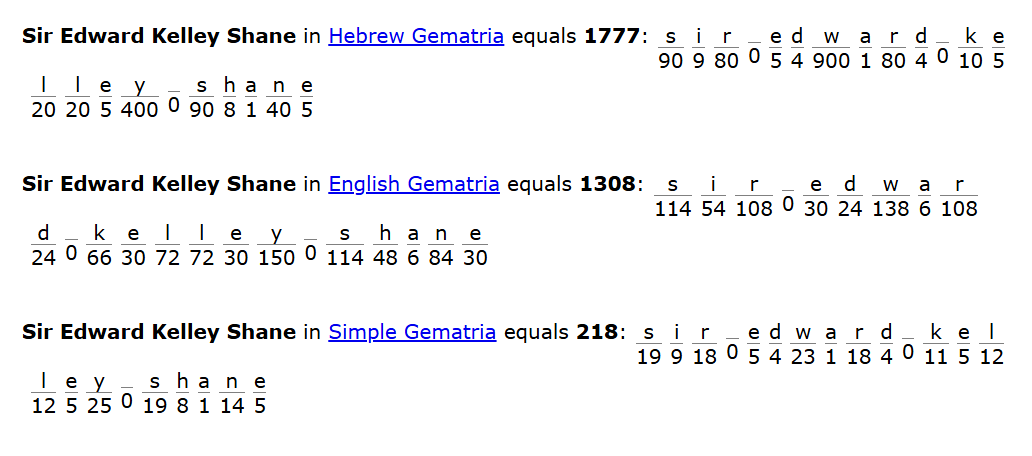 Sir Edward Kelley Shane in Hebrew Gematria equals 1777: s i r _ e d w a r d _ k e
90 9 80 0 5 4 900 1 80 4 0 10 5
l l e y _ s h a n e
20 20 5 400 0 90 8 1 40 5
Sir Edward Kelley Shane in English Gematria equals 1308: s i r _ e d w a r
114 54 108 0 30 24 138 6 108
d _ k e l l e y _ s h a n e
24 0 66 30 72 72 30 150 0 114 48 6 84 30
Sir Edward Kelley Shane in Simple Gematria equals 218: s i r _ e d w a r d _ k e l
19 9 18 0 5 4 23 1 18 4 0 11 5 12
l e y _ s h a n e
12 5 25 0 19 8 1 14 5